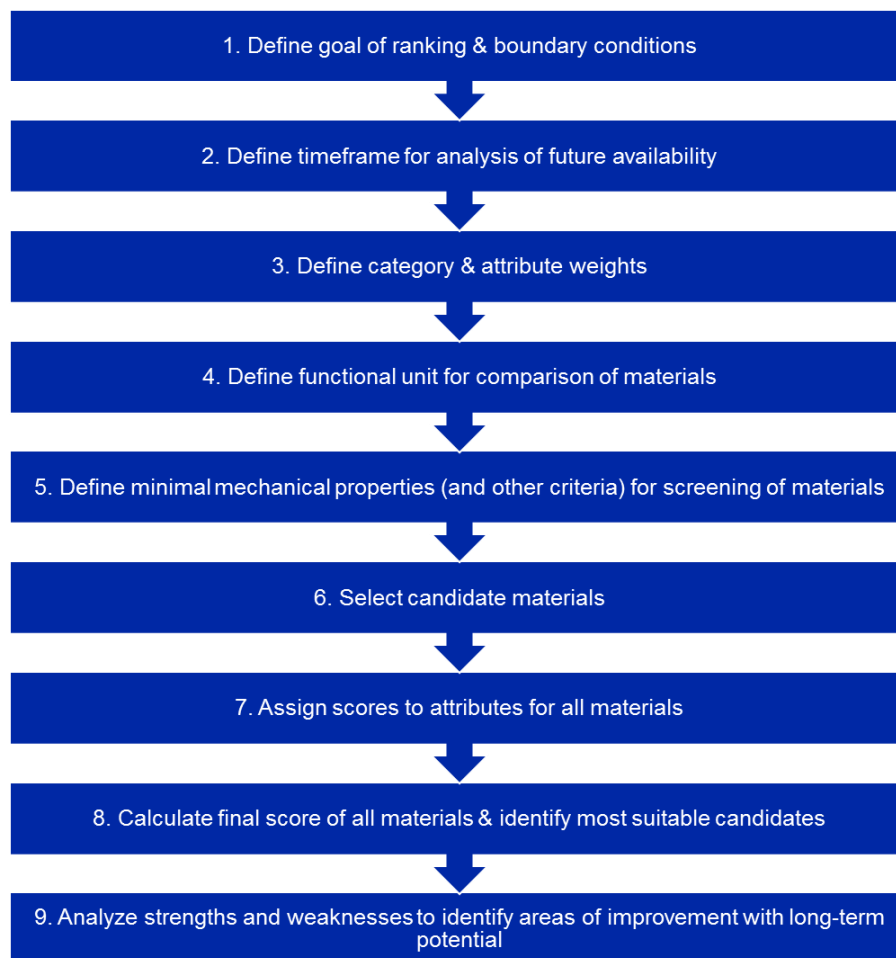 1. Define goal of ranking & boundary conditions
2. Define timeframe for analysis of future availability
3. Define category & attribute weights
4. Define functional unit for comparison of materials
5. Define minimal mechanical properties (and other criteria) for screening of materials
6. Select candidate materials
7. Assign scores to attributes for all materials
8. Calculate final score of all materials & identify most suitable candidates
9. Analyze strengths and weaknesses to identify areas of improvement with long-term
potential